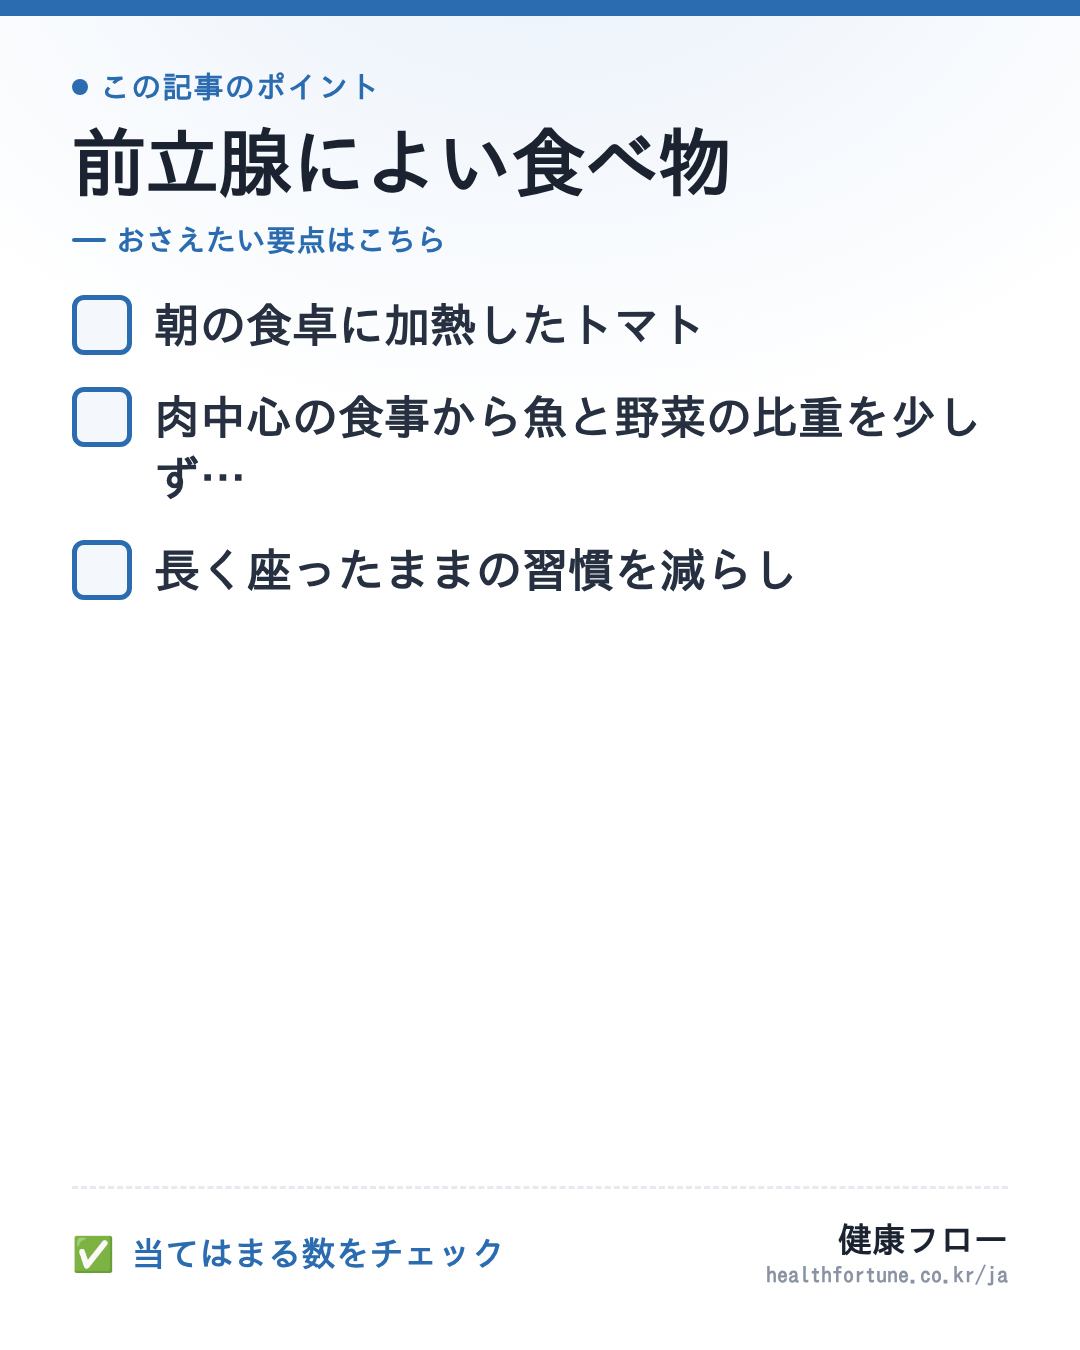 この記事のポイント
前立腺によい食べ物
おさえたい要点はこちら
朝の食卓に加熱したトマト
肉中心の食事から魚と野菜の比重を少し
ず…
長く座ったままの習慣を減らし
当てはまる数をチェック
健康フロー
healthfortune.co.kr/ja